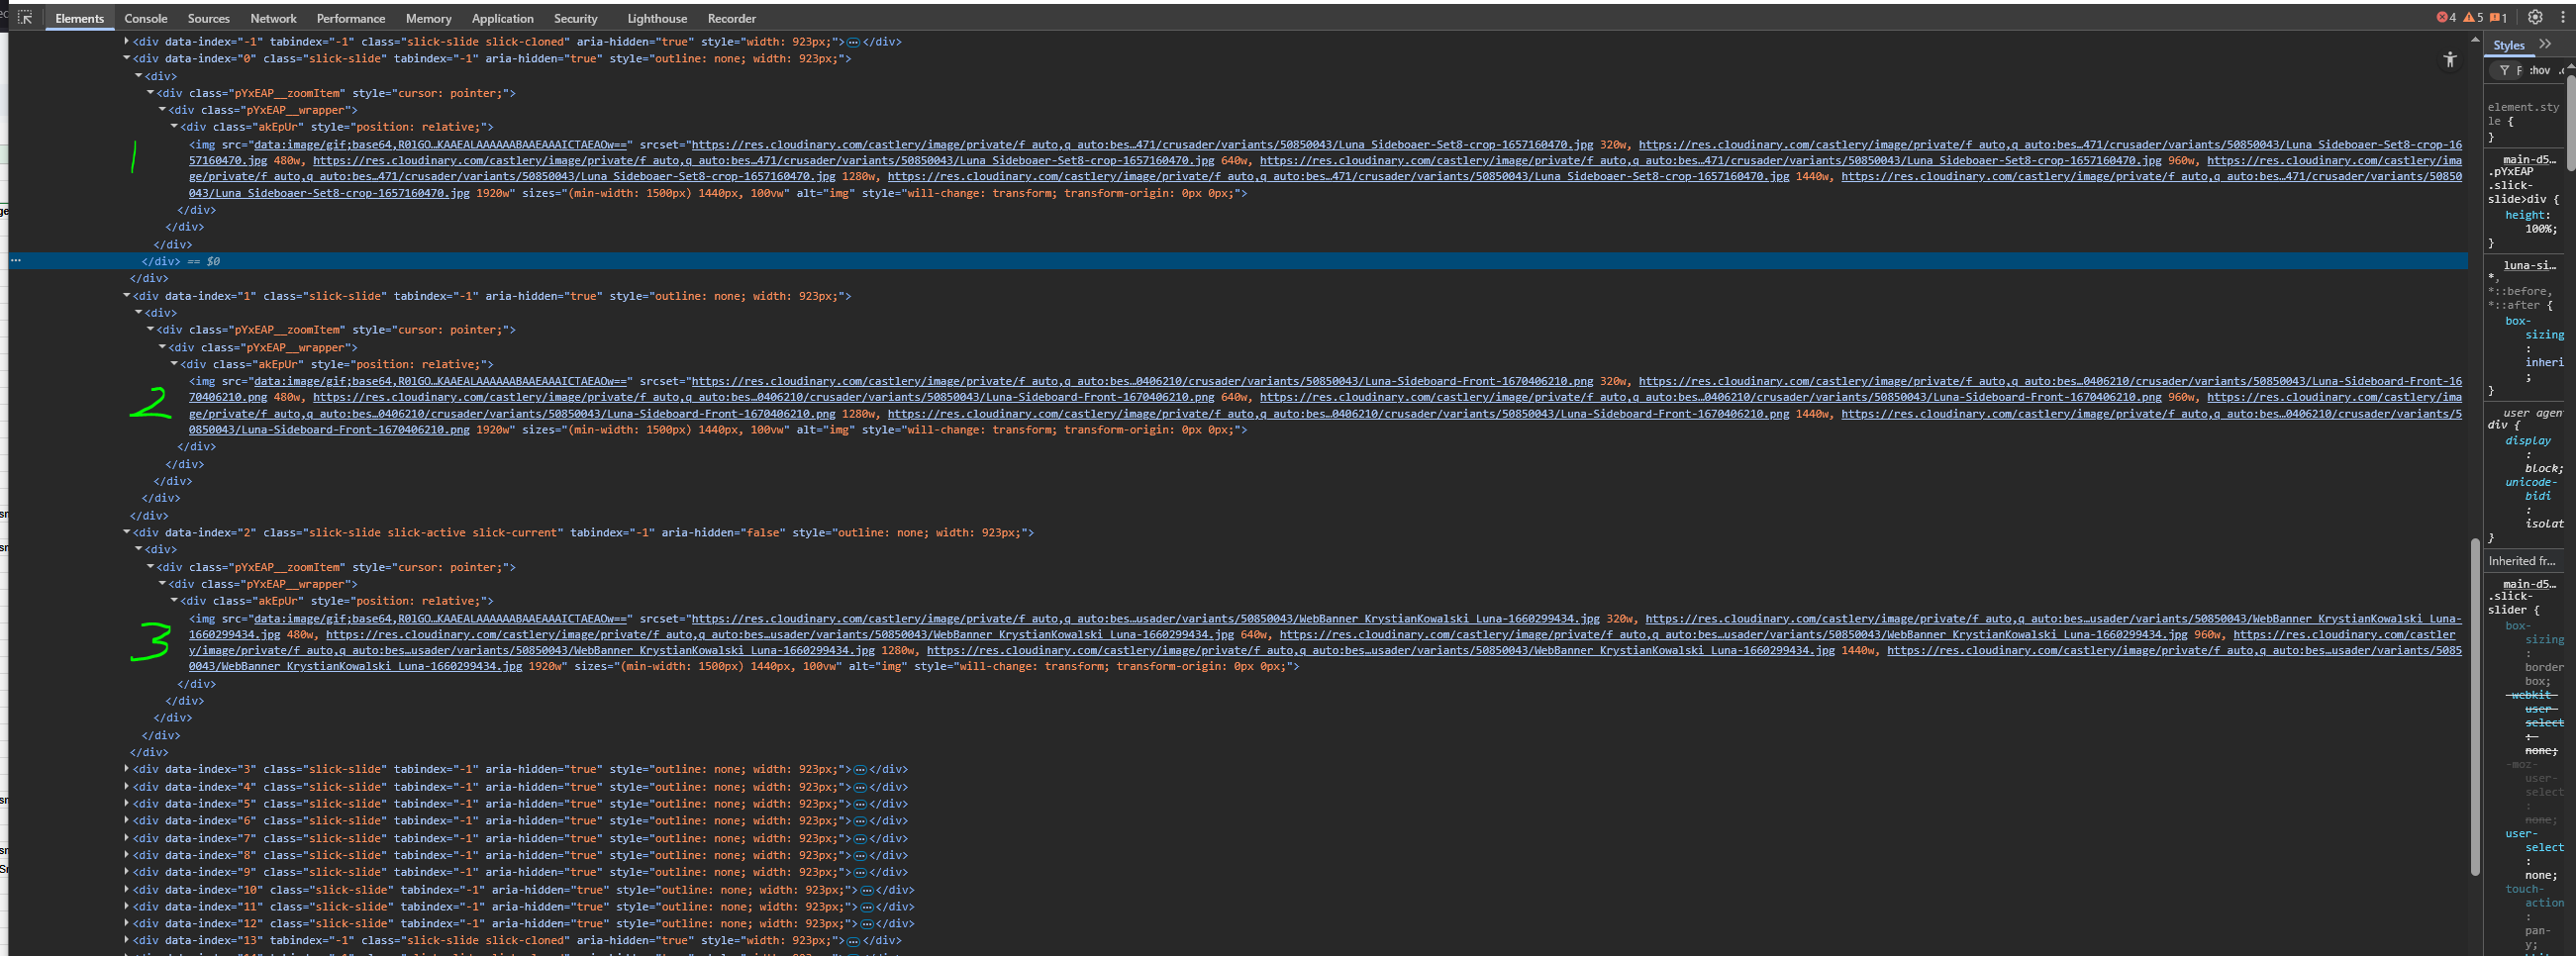 Elements Console Sources Network Performance Memory Application Security Lighthouse Recorder 4 5 1
<div data-index="-1" tabindex="-1" class="slick-slide slick-cloned" aria-hidden="true" style="width: 923px;">…</div>
<div data-index="0" class="slick-slide" tabindex="-1" aria-hidden="true" style="outline: none; width: 923px;">
<div>
<div class="pYxEAP__zoomItem" style="cursor: pointer;">
<div class="pYxEAP__wrapper">
<div class="akEpUr" style="position: relative;">
1
<img src="data:image/gif;base64,R0lGO…KAAEALAAAAAABAAEAAAICTAEAOw==" srcset="https://res.cloudinary.com/castlery/image/private/f_auto,q_auto:bes…471/crusader/variants/50850043/Luna_Sideboaer-Set8-crop-1657160470.jpg 320w, https://res.cloudinary.com/castlery/image/private/f_auto,q_auto:bes…471/crusader/variants/50850043/Luna_Sideboaer-Set8-crop-16
57160470.jpg 480w, https://res.cloudinary.com/castlery/image/private/f_auto,q_auto:bes…471/crusader/variants/50850043/Luna_Sideboaer-Set8-crop-1657160470.jpg 640w, https://res.cloudinary.com/castlery/image/private/f_auto,q_auto:bes…471/crusader/variants/50850043/Luna_Sideboaer-Set8-crop-1657160470.jpg 960w, https://res.cloudinary.com/castlery/ima
ge/private/f_auto,q_auto:bes…471/crusader/variants/50850043/Luna_Sideboaer-Set8-crop-1657160470.jpg 1280w, https://res.cloudinary.com/castlery/image/private/f_auto,q_auto:bes…471/crusader/variants/50850043/Luna_Sideboaer-Set8-crop-1657160470.jpg 1440w, https://res.cloudinary.com/castlery/image/private/f_auto,q_auto:bes…471/crusader/variants/50850
043/Luna_Sideboaer-Set8-crop-1657160470.jpg 1920w" sizes="(min-width: 1500px) 1440px, 100vw" alt="img" style="will-change: transform; transform-origin: 0px 0px;">
</div>
</div>
</div>
… </div> == $0
</div>
<div data-index="1" class="slick-slide" tabindex="-1" aria-hidden="true" style="outline: none; width: 923px;">
<div>
<div class="pYxEAP__zoomItem" style="cursor: pointer;">
<div class="pYxEAP__wrapper">
<div class="akEpUr" style="position: relative;">
2
<img src="data:image/gif;base64,R0lGO…KAAEALAAAAAABAAEAAAICTAEAOw==" srcset="https://res.cloudinary.com/castlery/image/private/f_auto,q_auto:bes…0406210/crusader/variants/50850043/Luna-Sideboard-Front-1670406210.png 320w, https://res.cloudinary.com/castlery/image/private/f_auto,q_auto:bes…0406210/crusader/variants/50850043/Luna-Sideboard-Front-16
70406210.png 480w, https://res.cloudinary.com/castlery/image/private/f_auto,q_auto:bes…0406210/crusader/variants/50850043/Luna-Sideboard-Front-1670406210.png 640w, https://res.cloudinary.com/castlery/image/private/f_auto,q_auto:bes…0406210/crusader/variants/50850043/Luna-Sideboard-Front-1670406210.png 960w, https://res.cloudinary.com/castlery/ima
ge/private/f_auto,q_auto:bes…0406210/crusader/variants/50850043/Luna-Sideboard-Front-1670406210.png 1280w, https://res.cloudinary.com/castlery/image/private/f_auto,q_auto:bes…0406210/crusader/variants/50850043/Luna-Sideboard-Front-1670406210.png 1440w, https://res.cloudinary.com/castlery/image/private/f_auto,q_auto:bes…0406210/crusader/variants/5
0850043/Luna-Sideboard-Front-1670406210.png 1920w" sizes="(min-width: 1500px) 1440px, 100vw" alt="img" style="will-change: transform; transform-origin: 0px 0px;">
</div>
</div>
</div>
</div>
</div>
<div data-index="2" class="slick-slide slick-active slick-current" tabindex="-1" aria-hidden="false" style="outline: none; width: 923px;">
<div>
<div class="pYxEAP__zoomItem" style="cursor: pointer;">
<div class="pYxEAP__wrapper">
<div class="akEpUr" style="position: relative;">
3
<img src="data:image/gif;base64,R0lGO…KAAEALAAAAAABAAEAAAICTAEAOw==" srcset="https://res.cloudinary.com/castlery/image/private/f_auto,q_auto:bes…usader/variants/50850043/WebBanner_KrystianKowalski_Luna-1660299434.jpg 320w, https://res.cloudinary.com/castlery/image/private/f_auto,q_auto:bes…usader/variants/50850043/WebBanner_KrystianKowalski_Luna-
1660299434.jpg 480w, https://res.cloudinary.com/castlery/image/private/f_auto,q_auto:bes…usader/variants/50850043/WebBanner_KrystianKowalski_Luna-1660299434.jpg 640w, https://res.cloudinary.com/castlery/image/private/f_auto,q_auto:bes…usader/variants/50850043/WebBanner_KrystianKowalski_Luna-1660299434.jpg 960w, https://res.cloudinary.com/castler
y/image/private/f_auto,q_auto:bes…usader/variants/50850043/WebBanner_KrystianKowalski_Luna-1660299434.jpg 1280w, https://res.cloudinary.com/castlery/image/private/f_auto,q_auto:bes…usader/variants/50850043/WebBanner_KrystianKowalski_Luna-1660299434.jpg 1440w, https://res.cloudinary.com/castlery/image/private/f_auto,q_auto:bes…usader/variants/5085
0043/WebBanner_KrystianKowalski_Luna-1660299434.jpg 1920w" sizes="(min-width: 1500px) 1440px, 100vw" alt="img" style="will-change: transform; transform-origin: 0px 0px;">
</div>
</div>
</div>
</div>
</div>
<div data-index="3" class="slick-slide" tabindex="-1" aria-hidden="true" style="outline: none; width: 923px;">…</div>
<div data-index="4" class="slick-slide" tabindex="-1" aria-hidden="true" style="outline: none; width: 923px;">…</div>
<div data-index="5" class="slick-slide" tabindex="-1" aria-hidden="true" style="outline: none; width: 923px;">…</div>
<div data-index="6" class="slick-slide" tabindex="-1" aria-hidden="true" style="outline: none; width: 923px;">…</div>
<div data-index="7" class="slick-slide" tabindex="-1" aria-hidden="true" style="outline: none; width: 923px;">…</div>
<div data-index="8" class="slick-slide" tabindex="-1" aria-hidden="true" style="outline: none; width: 923px;">…</div>
<div data-index="9" class="slick-slide" tabindex="-1" aria-hidden="true" style="outline: none; width: 923px;">…</div>
<div data-index="10" class="slick-slide" tabindex="-1" aria-hidden="true" style="outline: none; width: 923px;">…</div>
<div data-index="11" class="slick-slide" tabindex="-1" aria-hidden="true" style="outline: none; width: 923px;">…</div>
<div data-index="12" class="slick-slide" tabindex="-1" aria-hidden="true" style="outline: none; width: 923px;">…</div>
<div data-index="13" tabindex="-1" class="slick-slide slick-cloned" aria-hidden="true" style="width: 923px;">…</div>
Styles
F :hov
element.sty
le {
}
main-d5…
.pYxEAP
.slick-
slide>div {
height:
100%;
}
luna-si…
*,
*::before,
*::after {
box-
sizing
:
inheri
;
}
user agen
div {
display
:
block;
unicode-
bidi
:
isolat
}
Inherited fr…
main-d5…
.slick-
slider {
box-
sizing
:
border
box;
-webkit-
user-
select
:
none;
-moz-
user-
select
:
none;
user-
select
:
none;
touch-
action
:
pan-
y;